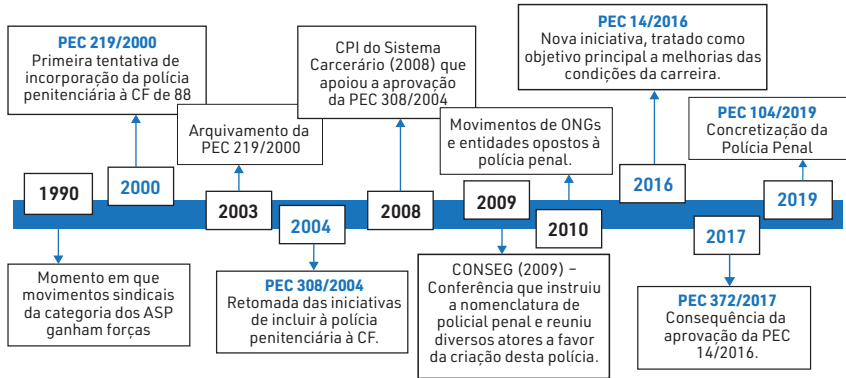 PEC 219/2000
Primeira tentativa de
incorporação da polícia
penitenciária à CF de 88
CPI do Sistema
Carcerário (2008) que
apoiou a aprovação
da PEC 308/2004
PEC 14/2016
Nova iniciativa, tratado como
objetivo principal a melhorias das
condições da carreira.
Arquivamento da
PEC 219/2000
Movimentos de ONGs
e entidades opostos à
polícia penal.
PEC 104/2019
Concretização da
Polícia Penal
1990
2000
2003
2004
2008
2009
2010
2016
2017
2019
Momento em que
movimentos sindicais
da categoria dos ASP
ganham forças
PEC 308/2004
Retomada das iniciativas
de incluir à polícia
penitenciária à CF.
CONSEG (2009) –
Conferência que instruiu
a nomenclatura de
policial penal e reuniu
diversos atores a favor
da criação desta polícia.
PEC 372/2017
Consequência da
aprovação da PEC
14/2016.